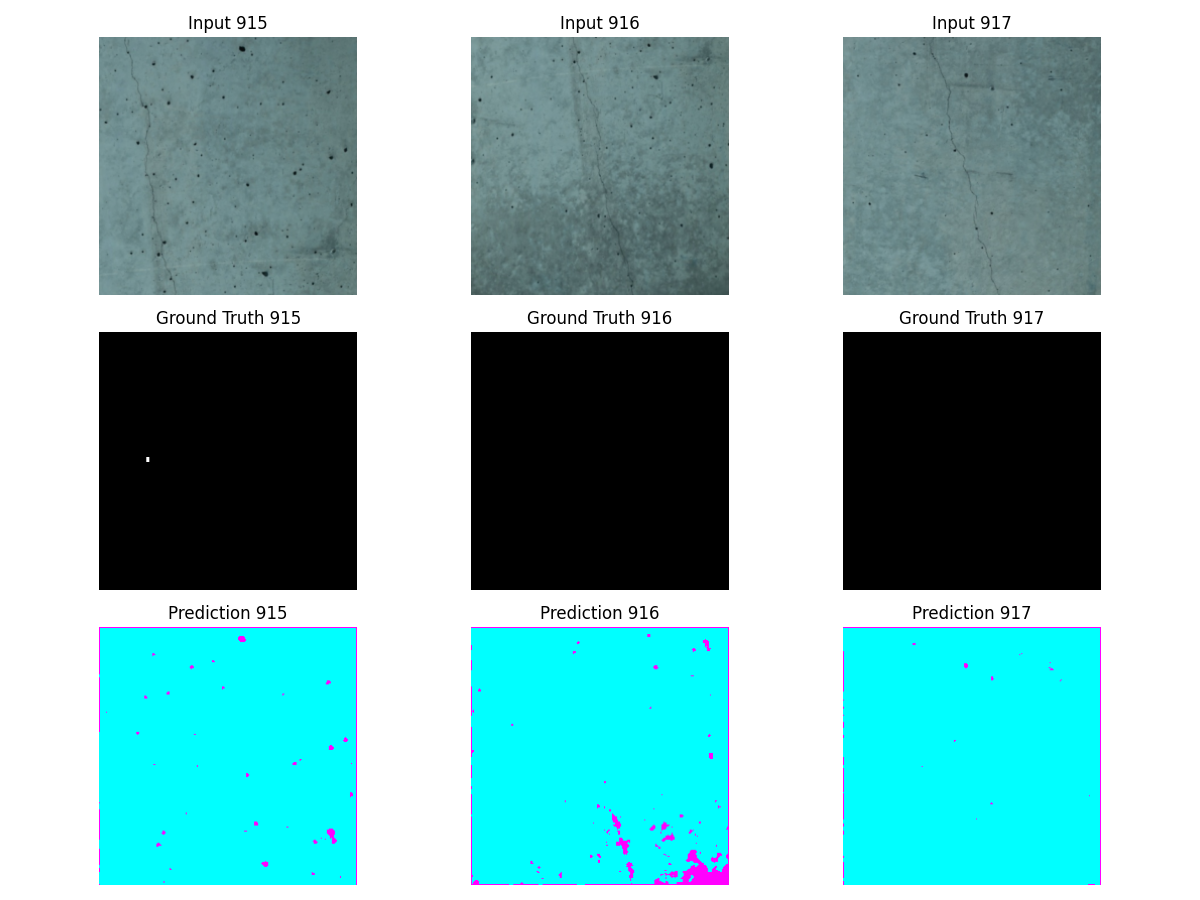 Input 915
Input 916
Input 917
Ground Truth 915
Ground Truth 916
Ground Truth 917
Prediction 915
Prediction 916
Prediction 917